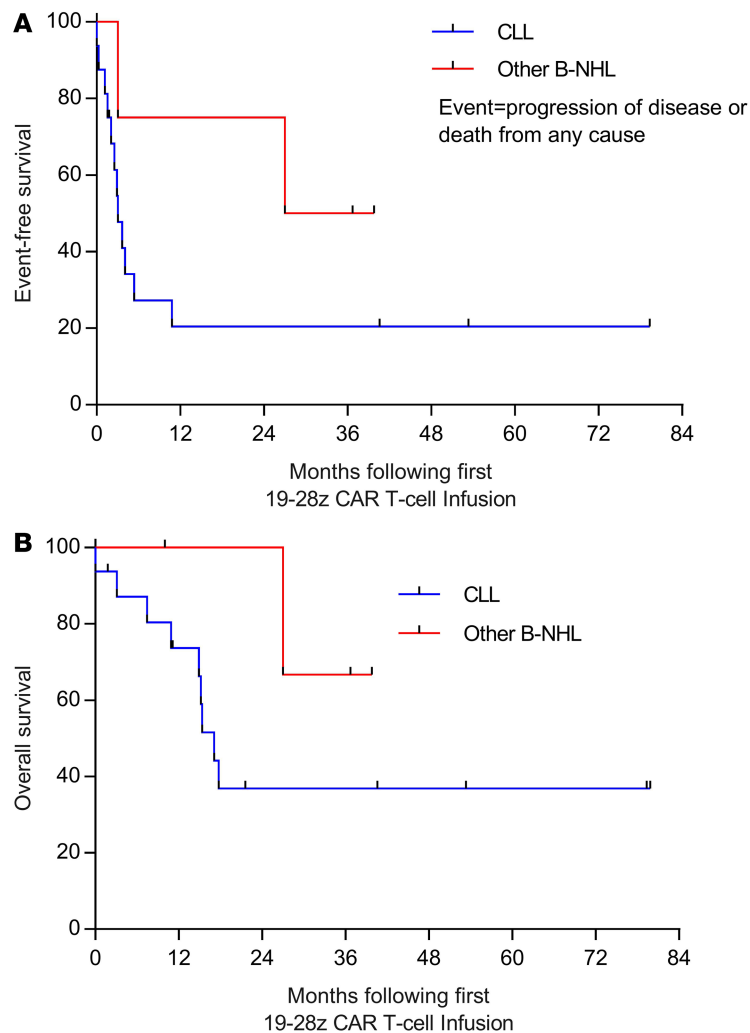 A
CLL
Other B-NHL
Event=progression of disease or
death from any cause
Event-free survival
100
80
60
40
20
0
0 12 24 36 48 60 72 84
Months following first
19-28z CAR T-cell Infusion
B
CLL
Other B-NHL
Overall survival
100
80
60
40
20
0
0 12 24 36 48 60 72 84
Months following first
19-28z CAR T-cell Infusion